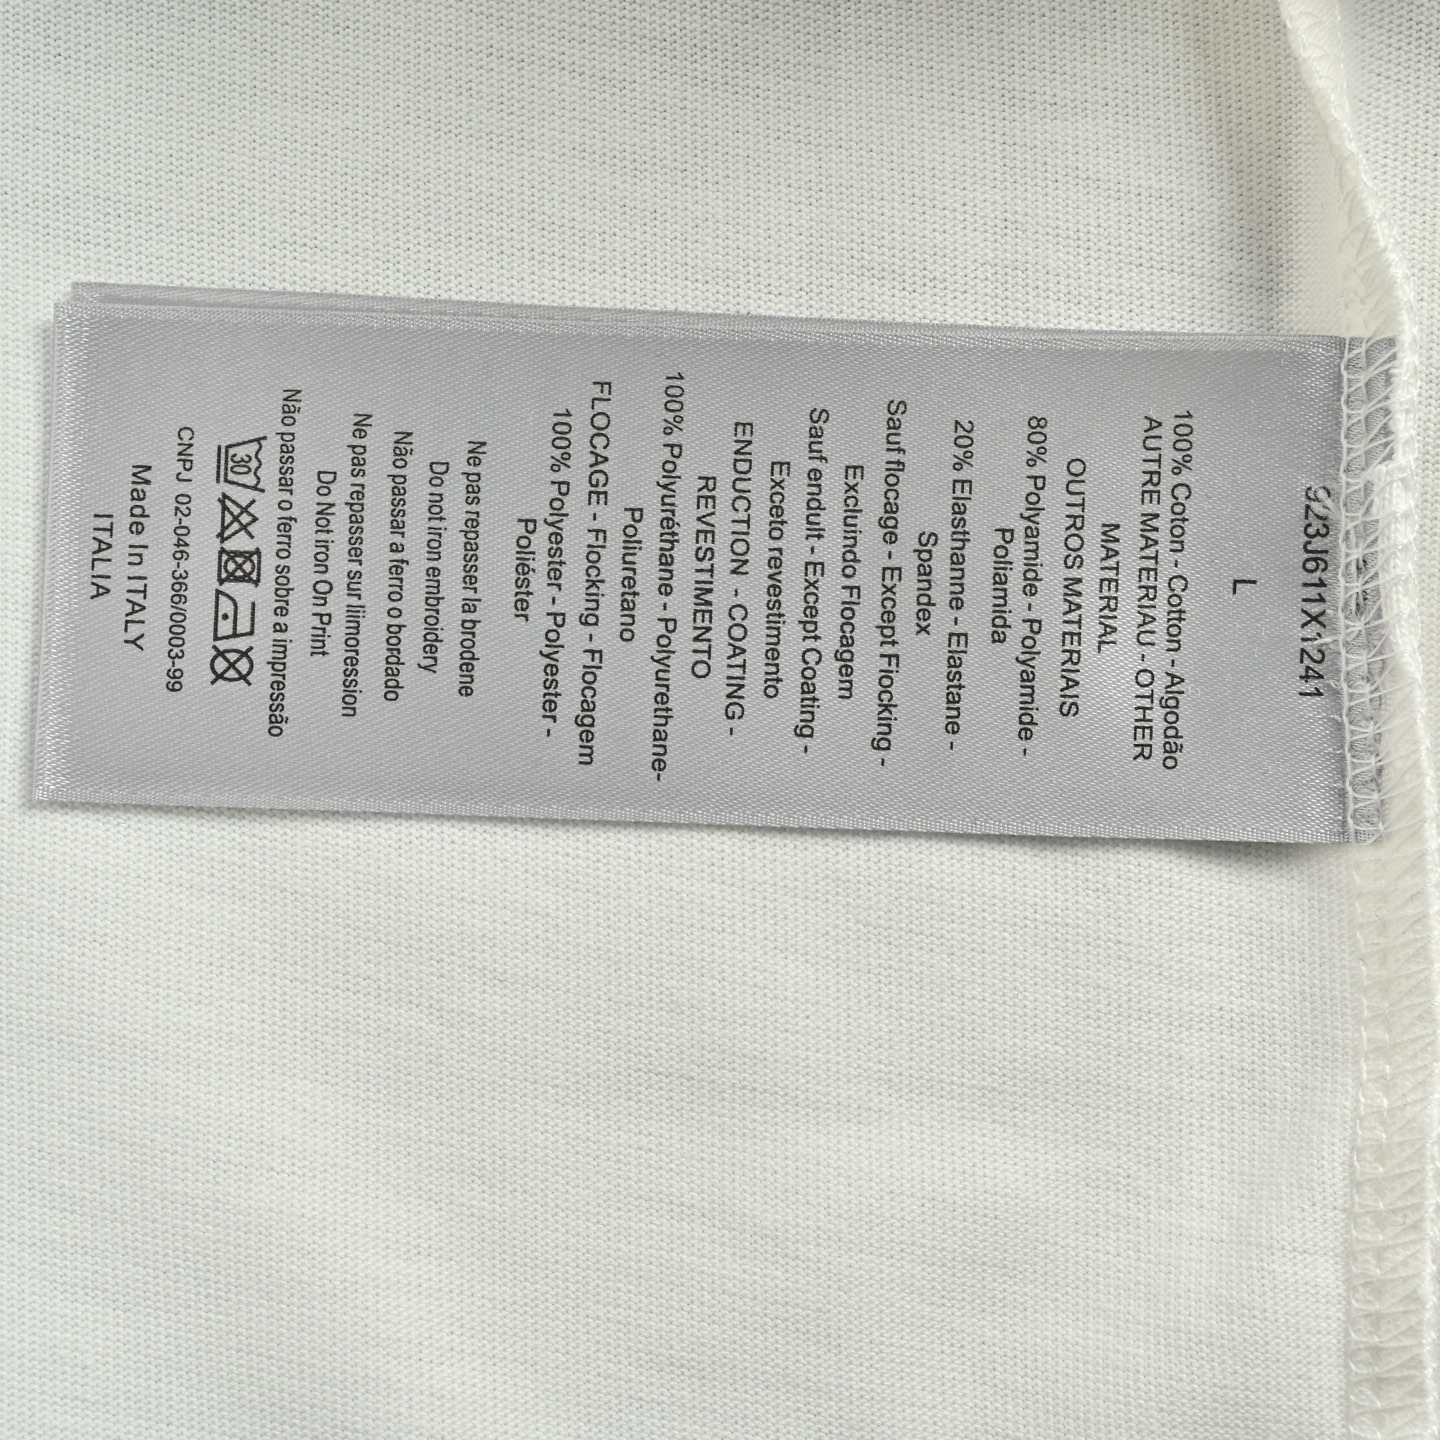 923J611X1241
L
100% Coton - Cotton - Algodão
AUTRE MATERIAU - OTHER
MATERIAL
OUTROS MATERIAIS
80% Polyamide - Polyamide -
Poliamida
20% Elasthanne - Elastane -
Spandex
Sauf flocage - Except Fiocking -
Excluindo Flocagem
Sauf endult - Except Coating -
Exceto revestimento
ENDUCTION - COATING -
REVESTIMENTO
100% Polyuréthane - Polyurethane-
Poliuretano
FLOCAGE - Flocking - Flocagem
100% Polyester - Polyester -
Poliéster
Ne pas repasser la brodene
Do not iron embroidery
Não passar a ferro o bordado
Ne pas repasser sur liimoression
Do Not iron On Print
Não passar o ferro sobre a impressão
30
CNPJ 02-046-366/0003-99
Made In ITALY
ITALIA